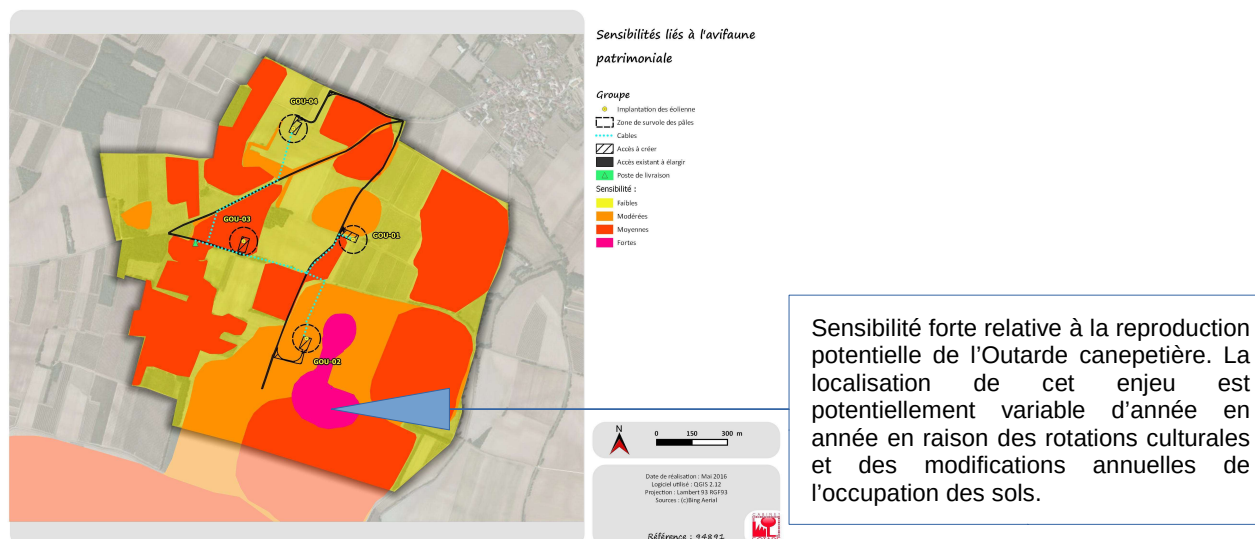 Sensibilités liés à l'avifaune
patrimoniale
Groupe
Implantation des éolienne
Zone de survole des pâles
Cables
Accès à créer
Accès existant à élargir
Poste de livraison
Sensibilité :
Faibles
Modérées
Moyennes
Fortes
GOU-04
GOU-03
GOU-01
GOU-02
N
0 150 300 m
Date de réalisation : Mai 2016
Logiciel utilisé : QGIS 2.12
Projection : Lambert 93 RGF93
Sources : (c)Bing Aerial
Référence : 94891
Sensibilité forte relative à la reproduction
potentielle de l’Outarde canepetière. La
localisation de cet enjeu est
potentiellement variable d’année en
année en raison des rotations culturales
et des modifications annuelles de
l’occupation des sols.